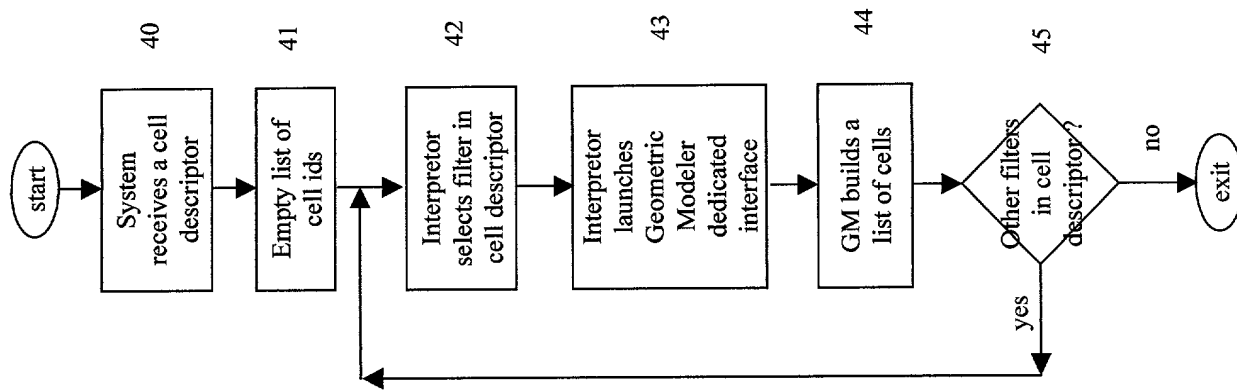 start
System
receives a cell
descriptor
40
Empty list of
cell ids
41
Interpretor
selects filter in
cell descriptor
42
Interpretor
launches
Geometric
Modeler
dedicated
interface
43
GM builds a
list of cells
44
Other filters
in cell
descriptor ?
45
yes
no
exit